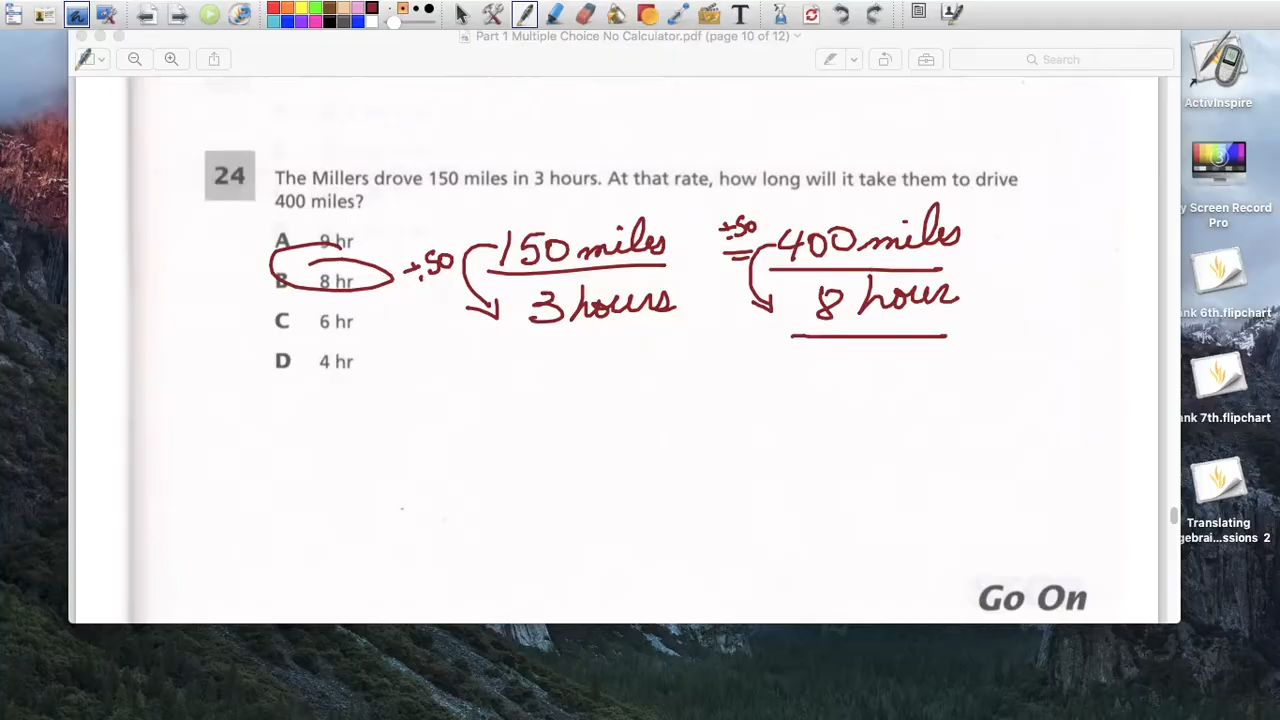 Part 1 Multiple Choice No Calculator.pdf (page 10 of 12)
Search
24
The Millers drove 150 miles in 3 hours. At that rate, how long will it take them to drive
400 miles?
A 9 hr
B 8 hr
C 6 hr
D 4 hr
÷50 150 miles
3 hours
÷50 400 miles
8 hour
Go On
ActivInspire
y Screen Record
Pro
nk 6th.flipchart
ank 7th.flipchart
Translating
gebrai...ssions 2